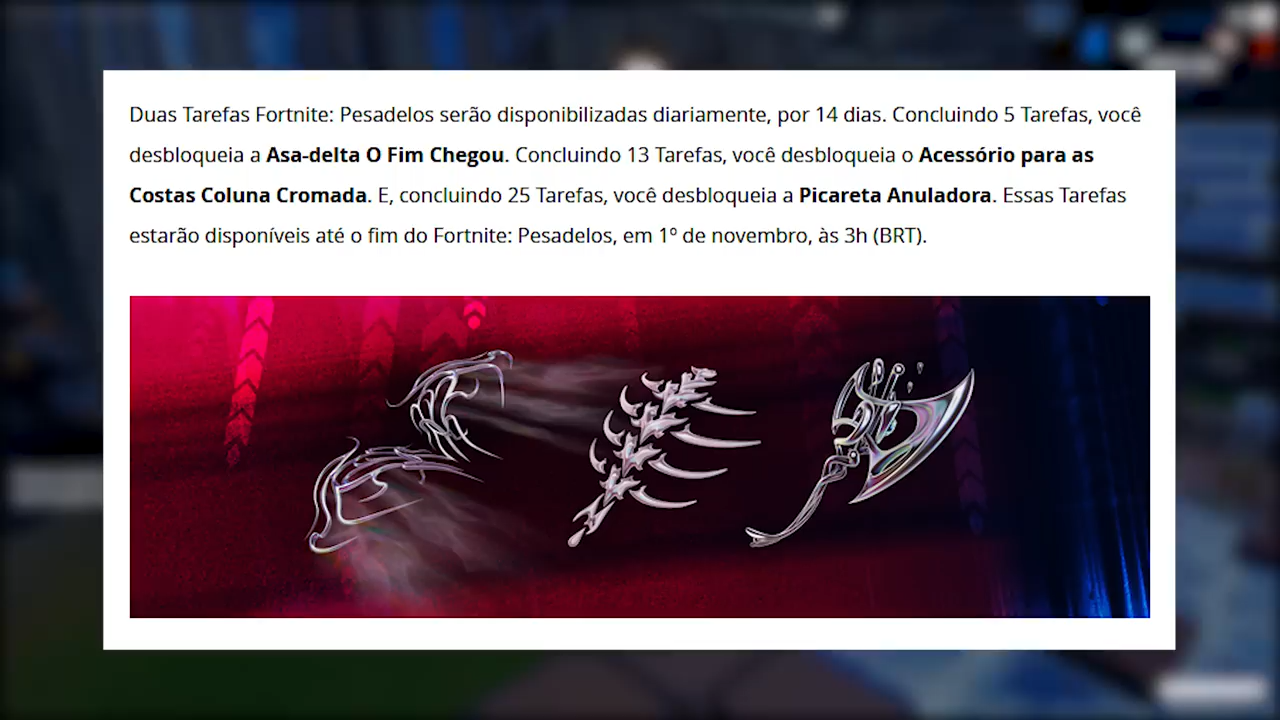 Duas Tarefas Fortnite: Pesadelos serão disponibilizadas diariamente, por 14 dias. Concluindo 5 Tarefas, você
desbloqueia a Asa-delta O Fim Chegou. Concluindo 13 Tarefas, você desbloqueia o Acessório para as
Costas Coluna Cromada. E, concluindo 25 Tarefas, você desbloqueia a Picareta Anuladora. Essas Tarefas
estarão disponíveis até o fim do Fortnite: Pesadelos, em 1º de novembro, às 3h (BRT).